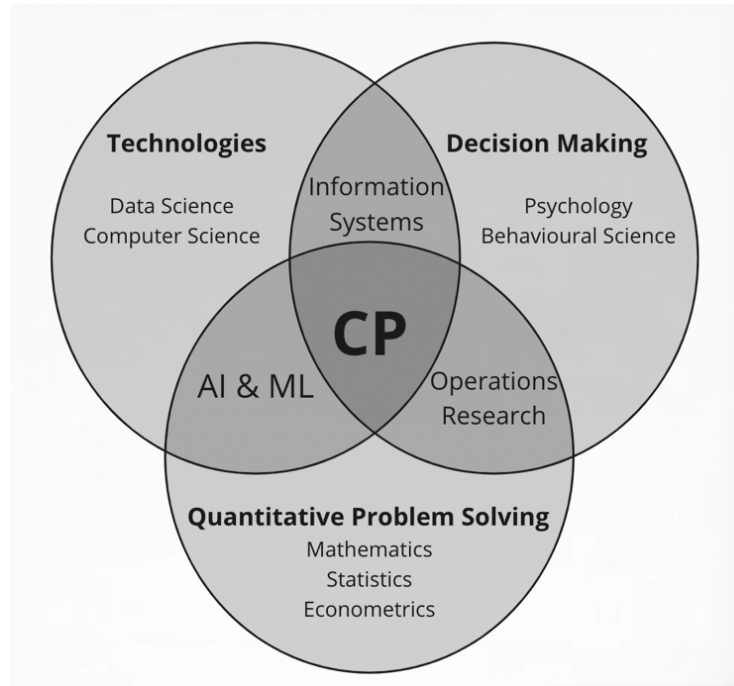 Technologies
Data Science
Computer Science
Decision Making
Psychology
Behavioural Science
Information
Systems
CP
AI & ML
Operations
Research
Quantitative Problem Solving
Mathematics
Statistics
Econometrics